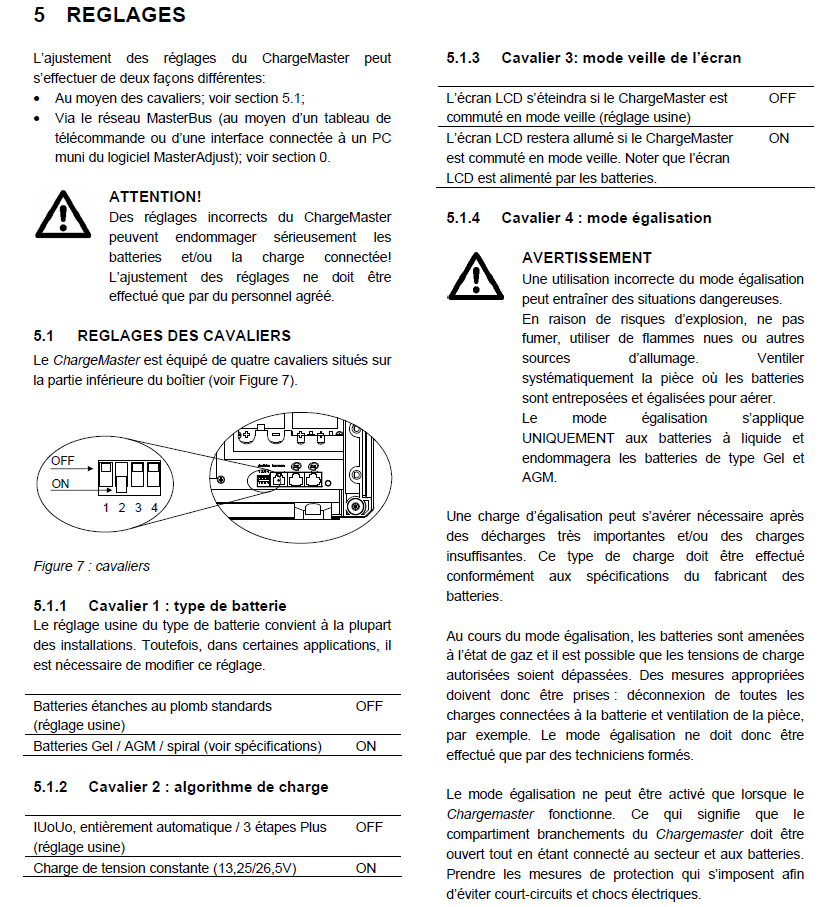 5 REGLAGES
L'ajustement des réglages du ChargeMaster peut
s'effectuer de deux façons différentes:
• Au moyen des cavaliers; voir section 5.1;
• Via le réseau MasterBus (au moyen d'un tableau de
télécommande ou d'une interface connectée à un PC
muni du logiciel MasterAdjust); voir section 0.
ATTENTION!
Des réglages incorrects du ChargeMaster
peuvent endommager sérieusement les
batteries et/ou la charge connectée!
L'ajustement des réglages ne doit être
effectué que par du personnel agréé.
5.1 REGLAGES DES CAVALIERS
Le ChargeMaster est équipé de quatre cavaliers situés sur
la partie inférieure du boîtier (voir Figure 7).
OFF
ON
1 2 3 4
Figure 7 : cavaliers
5.1.1 Cavalier 1 : type de batterie
Le réglage usine du type de batterie convient à la plupart
des installations. Toutefois, dans certaines applications, il
est nécessaire de modifier ce réglage.
Batteries étanches au plomb standards OFF
(réglage usine)
Batteries Gel / AGM / spiral (voir spécifications) ON
5.1.2 Cavalier 2 : algorithme de charge
IUoUo, entièrement automatique / 3 étapes Plus OFF
(réglage usine)
Charge de tension constante (13,25/26,5V) ON
5.1.3 Cavalier 3: mode veille de l'écran
L'écran LCD s'éteindra si le ChargeMaster est OFF
commuté en mode veille (réglage usine)
L'écran LCD restera allumé si le ChargeMaster ON
est commuté en mode veille. Noter que l'écran
LCD est alimenté par les batteries.
5.1.4 Cavalier 4 : mode égalisation
AVERTISSEMENT
Une utilisation incorrecte du mode égalisation
peut entraîner des situations dangereuses.
En raison de risques d'explosion, ne pas
fumer, utiliser de flammes nues ou autres
sources d'allumage. Ventiler
systématiquement la pièce où les batteries
sont entreposées et égalisées pour aérer.
Le mode égalisation s'applique
UNIQUEMENT aux batteries à liquide et
endommagera les batteries de type Gel et
AGM.
Une charge d'égalisation peut s'avérer nécessaire après
des décharges très importantes et/ou des charges
insuffisantes. Ce type de charge doit être effectué
conformément aux spécifications du fabricant des
batteries.
Au cours du mode égalisation, les batteries sont amenées
à l'état de gaz et il est possible que les tensions de charge
autorisées soient dépassées. Des mesures appropriées
doivent donc être prises : déconnexion de toutes les
charges connectées à la batterie et ventilation de la pièce,
par exemple. Le mode égalisation ne doit donc être
effectué que par des techniciens formés.
Le mode égalisation ne peut être activé que lorsque le
Chargemaster fonctionne. Ce qui signifie que le
compartiment branchements du Chargemaster doit être
ouvert tout en étant connecté au secteur et aux batteries.
Prendre les mesures de protection qui s'imposent afin
d'éviter court-circuits et chocs électriques.